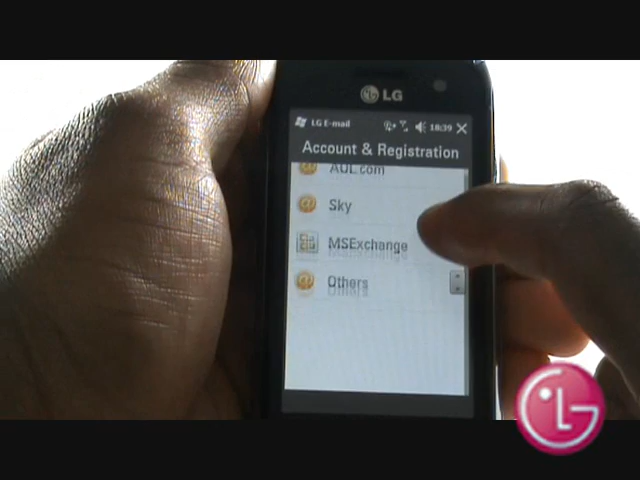 LG
LG E-mail 18:39
Account & Registration
AOL.com
Sky
MSExchange
Others
LG